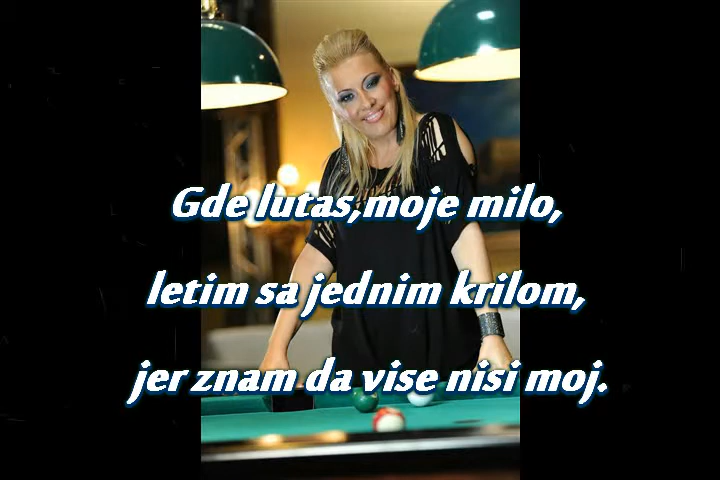 Gde lutas,moje milo,
letim sa jednim krilom,
jer znam da vise nisi moj.